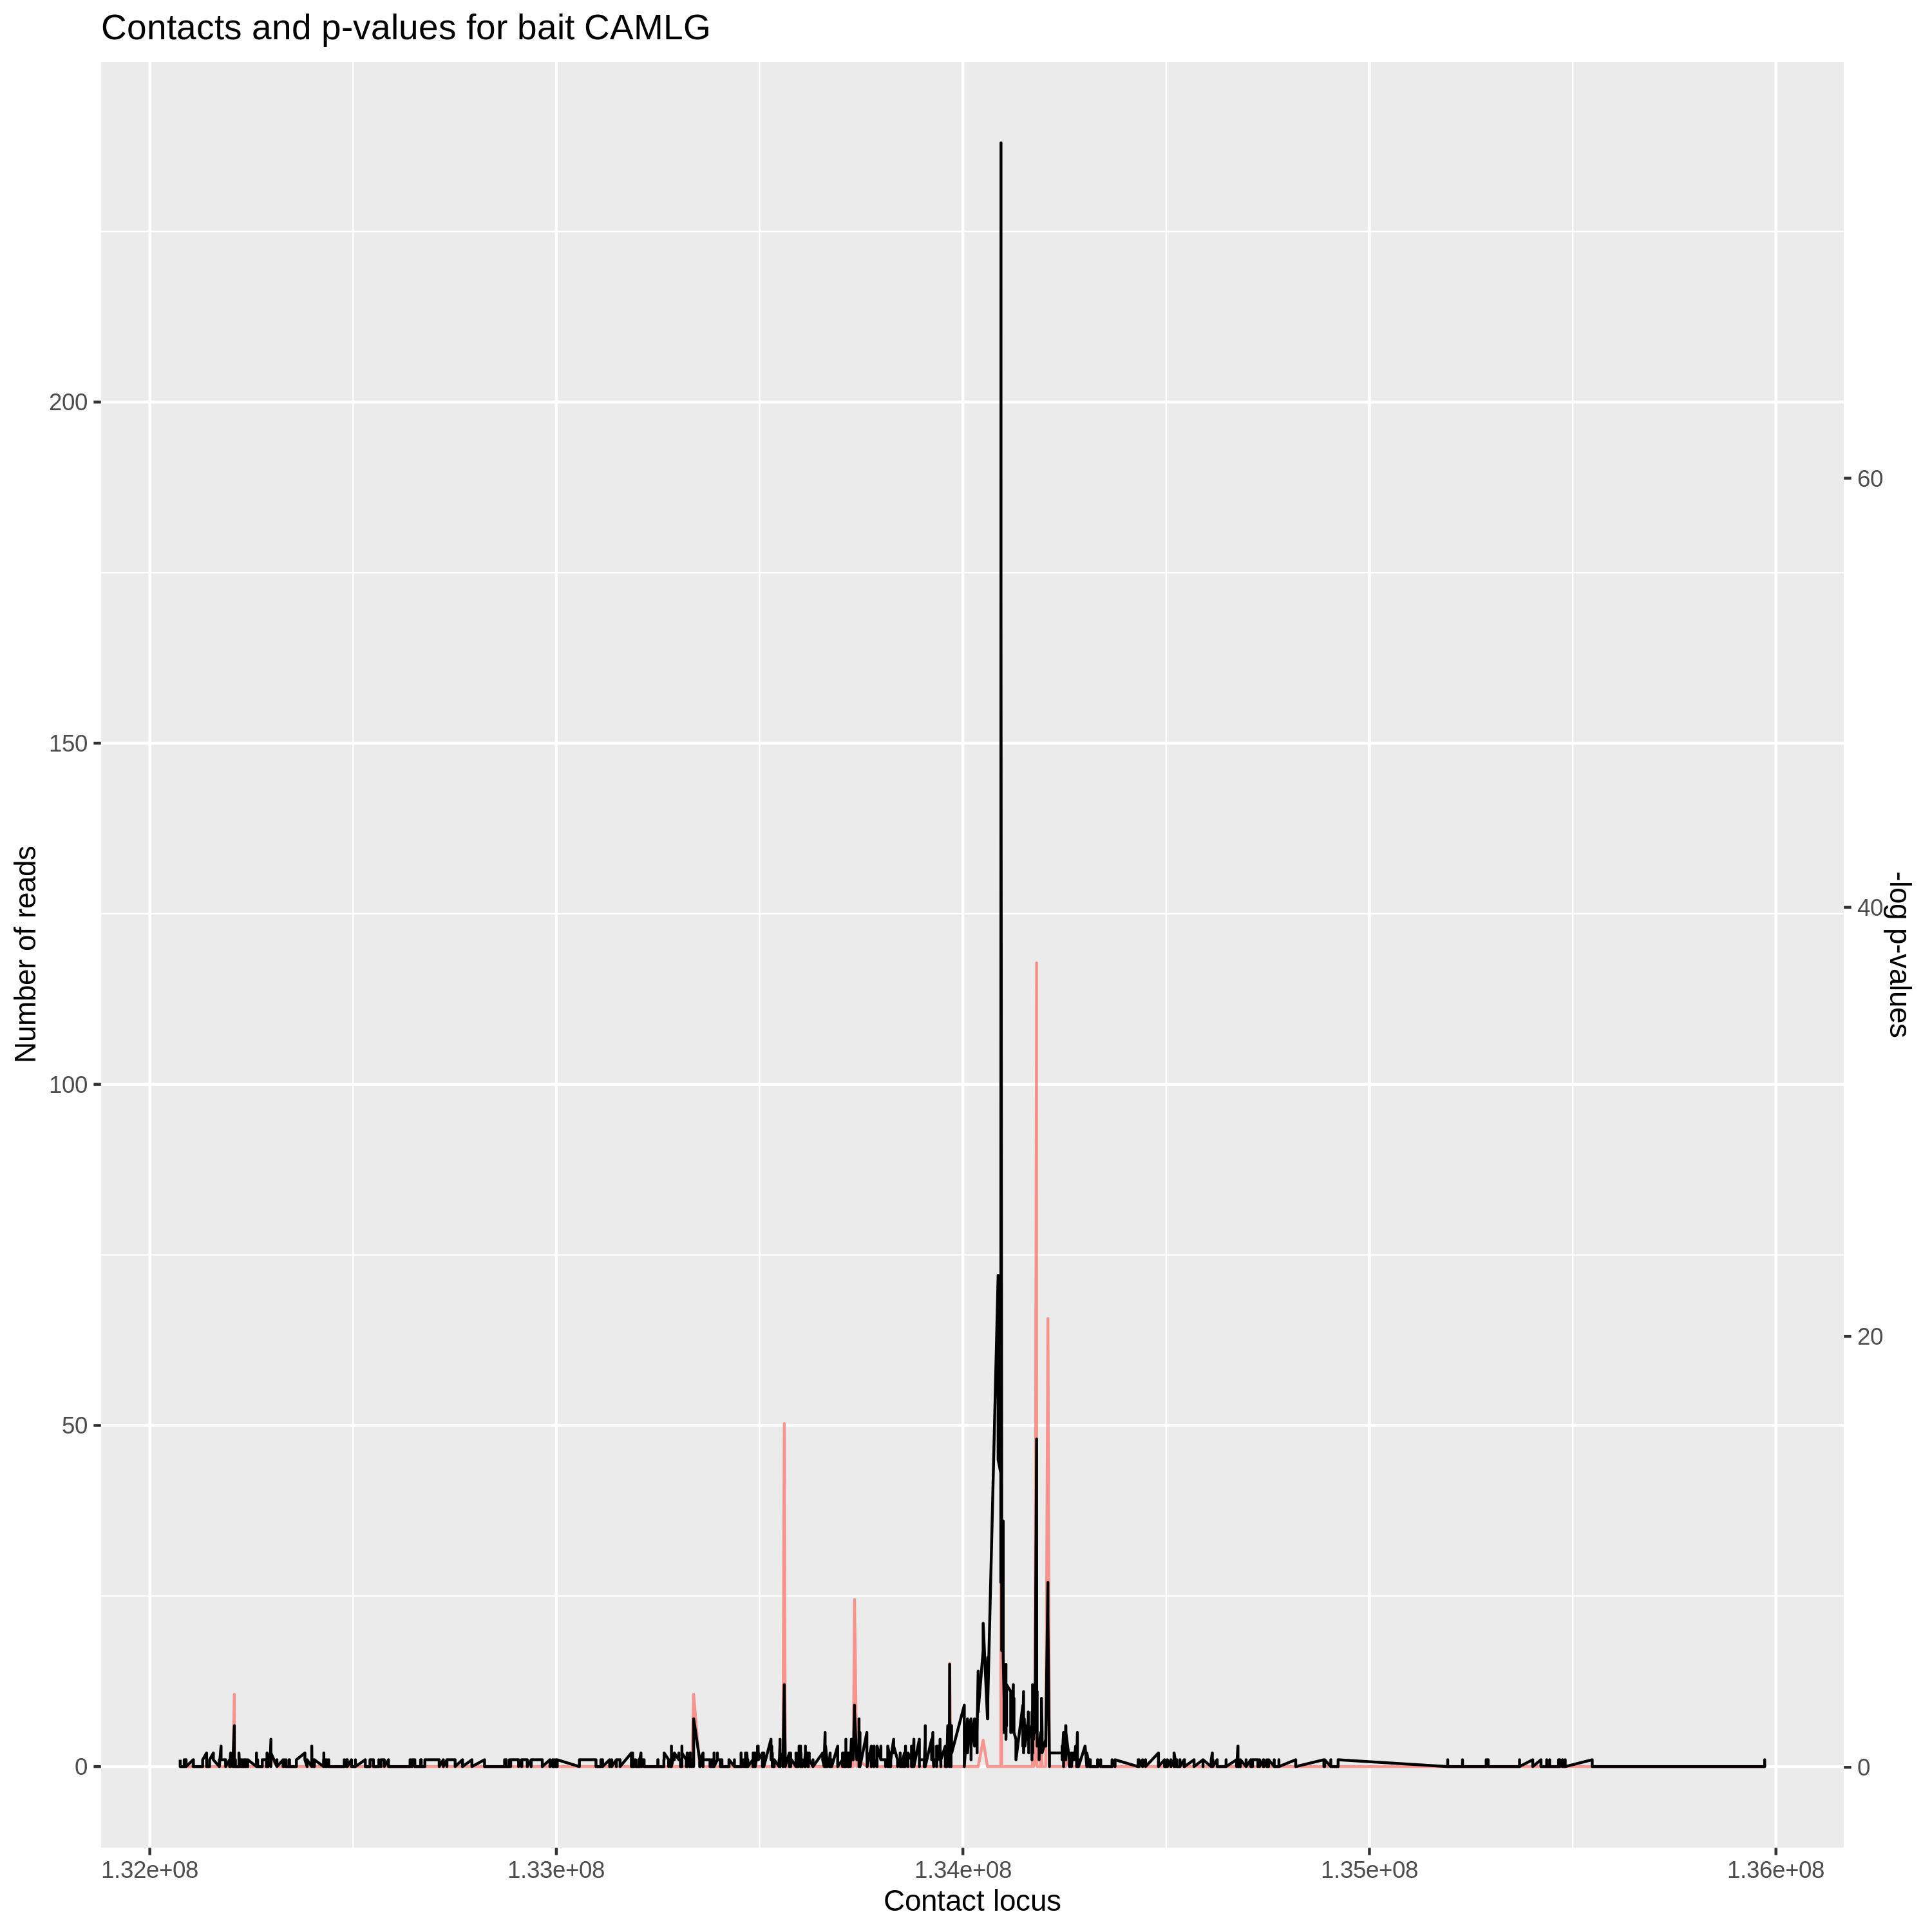 Contacts and p-values for bait CAMLG
200
150
100
50
0
Number of reads
60
40
20
0
-log p-values
1.32e+08
1.33e+08
1.34e+08
1.35e+08
1.36e+08
Contact locus